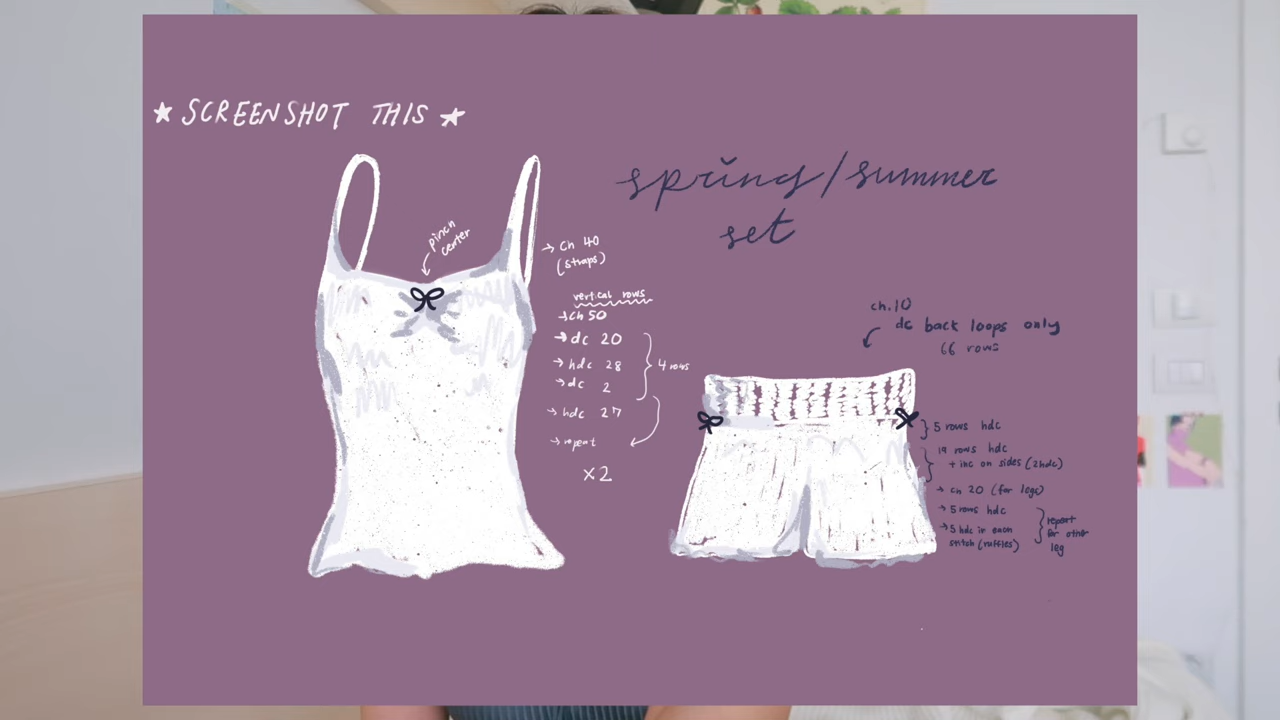 ★ SCREENSHOT THIS ★
spring/summer
set
pinch
center
→ ch 40
(straps)
vertical rows
→ ch 50
→ dc 20
→ hdc 28
→ dc 2
4 rows
→ hdc 27
→ repeat
x2
ch.10
dc back loops only
66 rows
5 rows hdc
19 rows hdc
+ inc on sides (2hdc)
→ ch 20 (for legs)
→ 5 rows hdc
→ 5 hdc in each
stitch (ruffles)
repeat
for other
leg